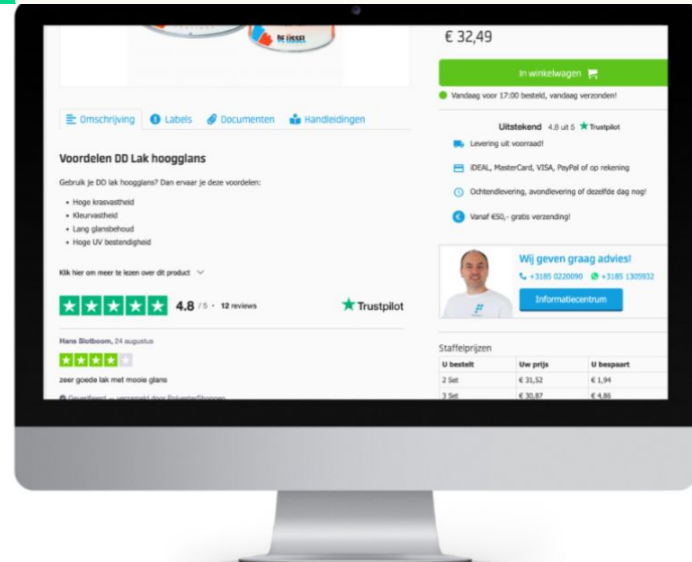 DE IJSSEL
€ 32,49
In winkelwagen
Vandaag voor 17:00 besteld, vandaag verzonden!
Omschrijving Labels Documenten Handleidingen
Uitstekend 4.8 uit 5 Trustpilot
Levering uit voorraad!
iDEAL, MasterCard, VISA, PayPal of op rekening
Ochtendlevering, avondlevering of dezelfde dag nog!
Vanaf €50,- gratis verzending!
Voordelen DD Lak hoogglans
Gebruik je DD lak hoogglans? Dan ervaar je deze voordelen:
• Hoge krasvastheid
• Kleurvastheid
• Lang glansbehoud
• Hoge UV bestendigheid
Klik hier om meer te lezen over dit product
4.8 / 5 • 12 reviews Trustpilot
Hans Slotboom, 24 augustus
zeer goede lak met mooie glans
Geverifieerd — verzameld door PolyesterShoppen
Wij geven graag advies!
+3185 0220090 +3185 1305932
Informatiecentrum
Staffelprijzen
U bestelt Uw prijs U bespaart
2 Set € 31,52 € 1,94
3 Set € 30,87 € 4,86